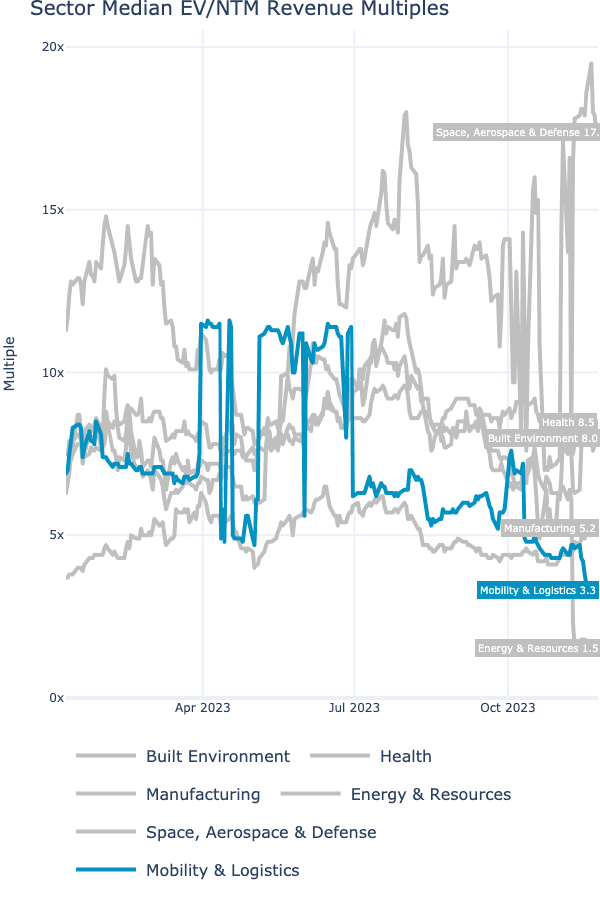 Sector Median EV/NTM Revenue Multiples
20x
15x
10x
5x
0x
Multiple
Space, Aerospace & Defense 17.
Health 8.5
Built Environment 8.0
Manufacturing 5.2
Mobility & Logistics 3.3
Energy & Resources 1.5
Apr 2023 Jul 2023 Oct 2023
Built Environment Health
Manufacturing Energy & Resources
Space, Aerospace & Defense
Mobility & Logistics